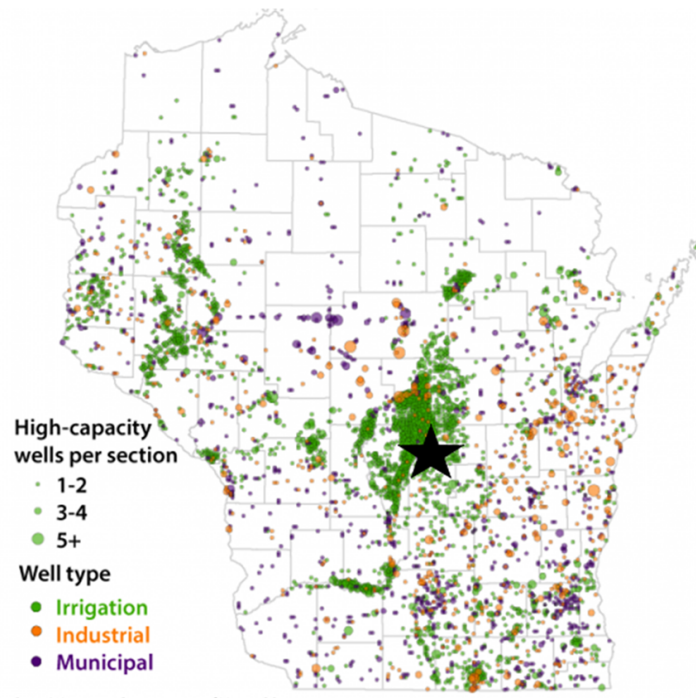 High-capacity
wells per section
1-2
3-4
5+
Well type
Irrigation
Industrial
Municipal